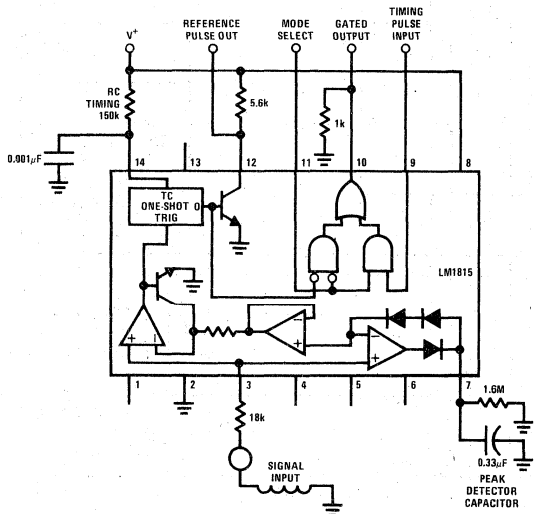 REFERENCE
PULSE OUT
MODE
SELECT
GATED
OUTPUT
TIMING
PULSE
INPUT
V+
RC
TIMING
150k
5.6k
1k
0.001μF
14
13
12
11
10
9
8
TC
ONE-SHOT O
TRIG
LM1815
+
−
−
+
−
+
1
2
3
4
5
6
7
18k
1.6M
0.33μF
SIGNAL
INPUT
PEAK
DETECTOR
CAPACITOR